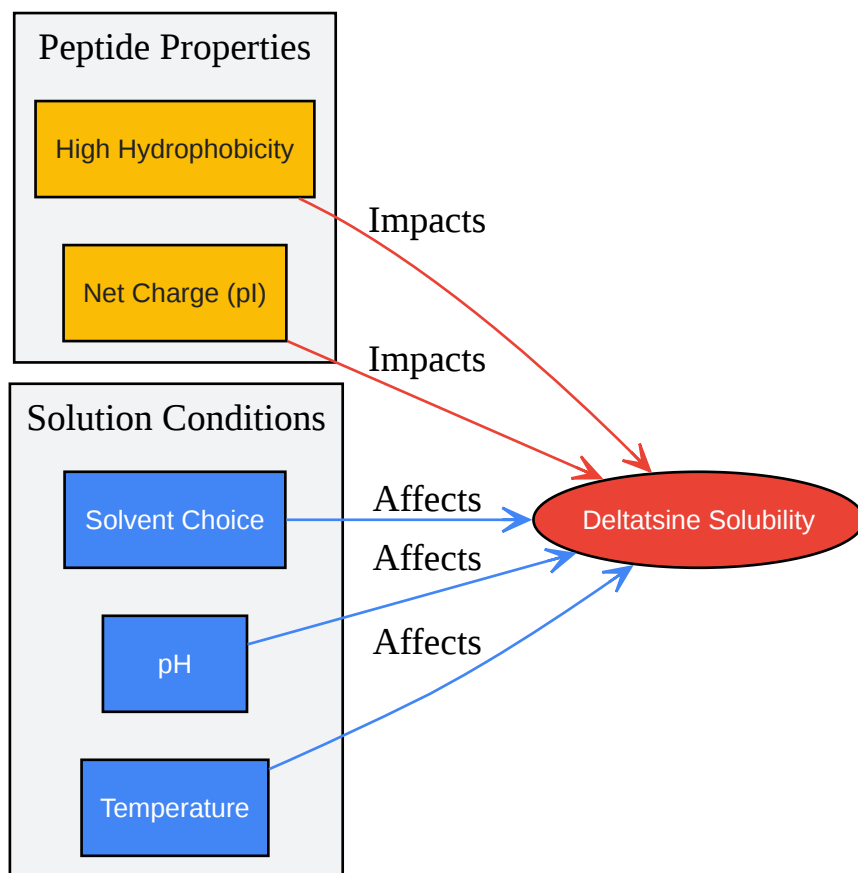 Peptide Properties
High Hydrophobicity
Impacts
Net Charge (pI)
Impacts
Solution Conditions
Solvent Choice
Affects
Deltatsine Solubility
Affects
pH
Affects
Temperature